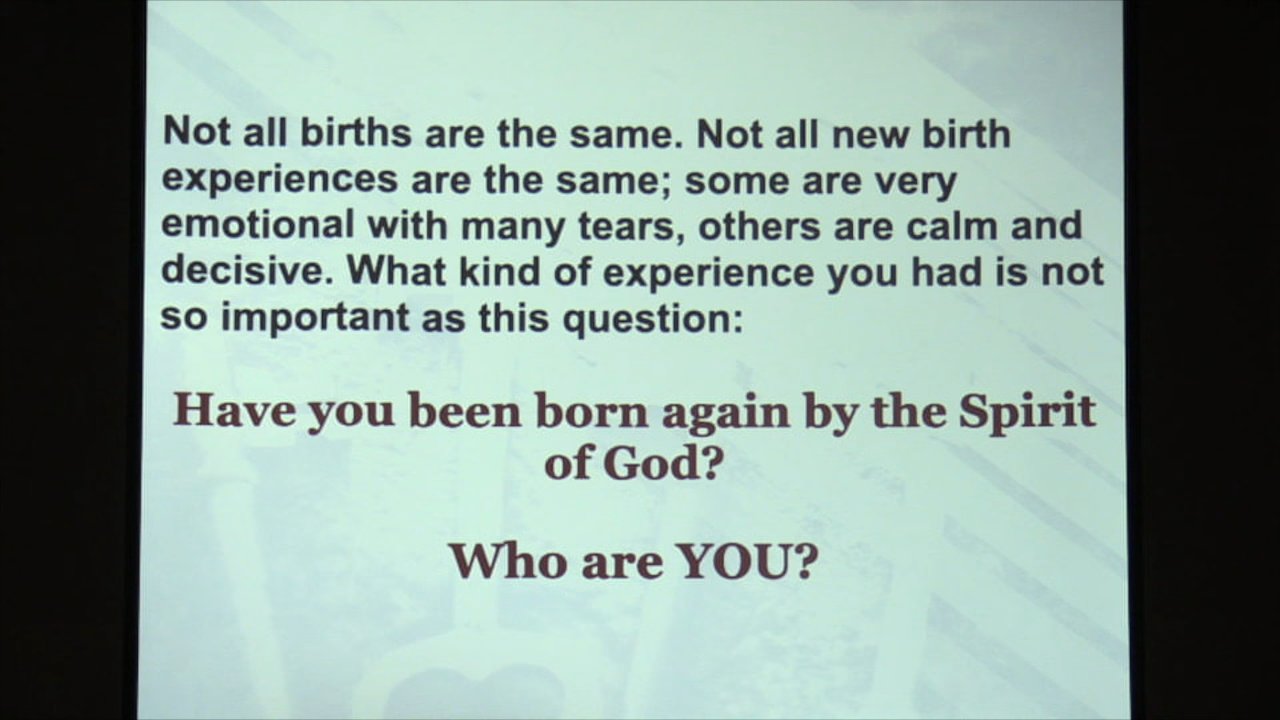 Not all births are the same. Not all new birth
experiences are the same; some are very
emotional with many tears, others are calm and
decisive. What kind of experience you had is not
so important as this question:
Have you been born again by the Spirit
of God?
Who are YOU?